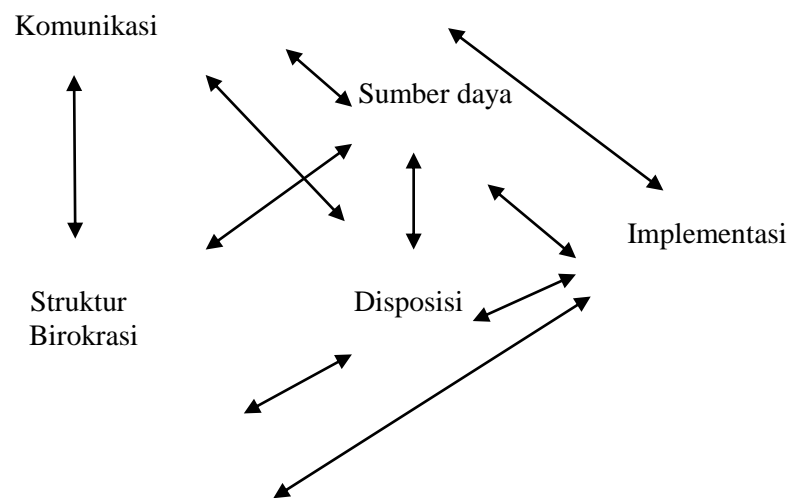 Komunikasi
Sumber daya
Implementasi
Struktur
Birokrasi
Disposisi